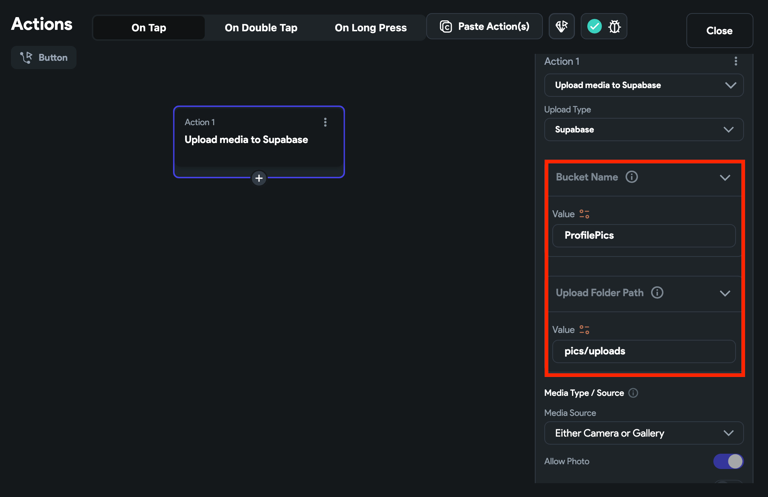 Actions
On Tap
On Double Tap
On Long Press
Paste Action(s)
Close
Button
Action 1
Upload media to Supabase
Action 1
Upload media to Supabase
Upload Type
Supabase
Bucket Name
Value
ProfilePics
Upload Folder Path
Value
pics/uploads
Media Type / Source
Media Source
Either Camera or Gallery
Allow Photo